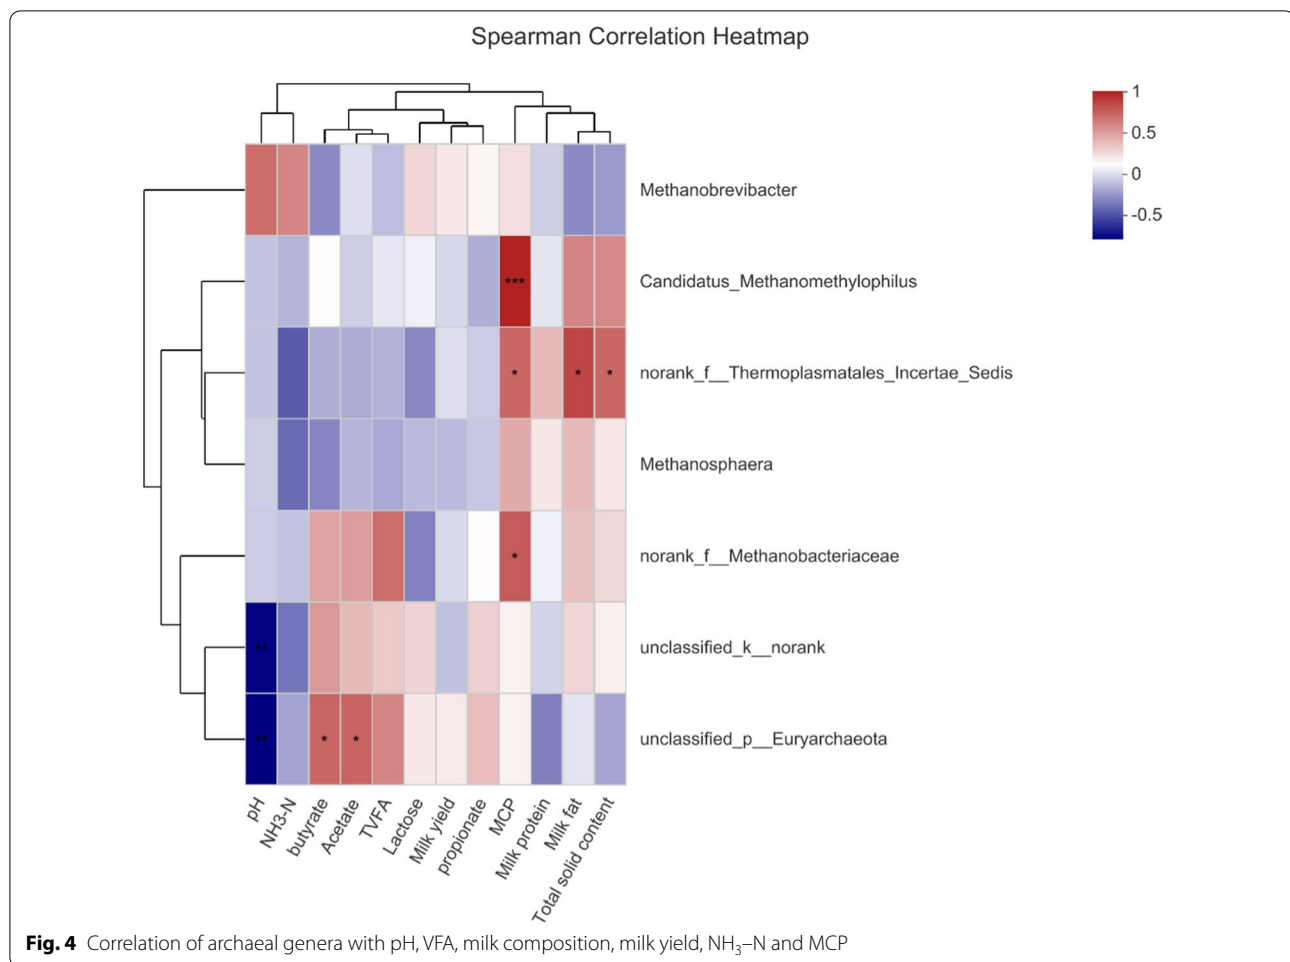 Spearman Correlation Heatmap
1
0.5
0
-0.5
Methanobrevibacter
Candidatus_Methanomethylophilus
***
norank_f__Thermoplasmatales_Incertae_Sedis
* * *
Methanosphaera
norank_f__Methanobacteriaceae
*
unclassified_k__norank
**
unclassified_p__Euryarchaeota
** * *
pH
NH3-N
butyrate
Acetate
TVFA
Lactose
Milk yield
propionate
MCP
Milk protein
Milk fat
Total solid content
Fig. 4 Correlation of archaeal genera with pH, VFA, milk composition, milk yield, NH₃–N and MCP